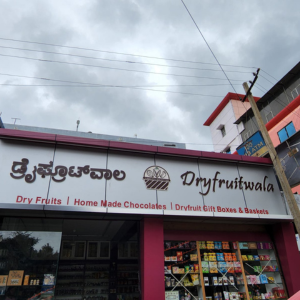 ಡ್ರೈಫ್ರೂಟ್‌ವಾಲ
Dryfruitwala
Dry Fruits | Home Made Chocolates | Dryfruit Gift Boxes & Baskets